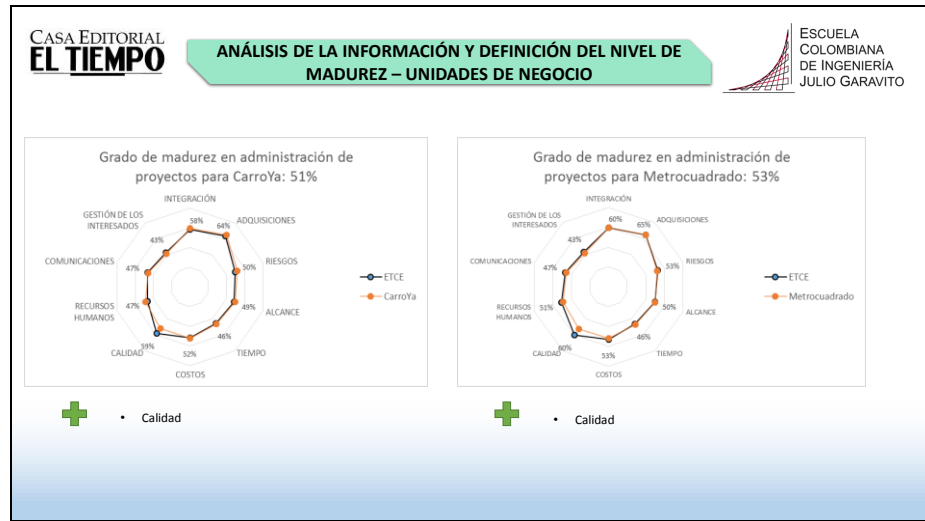 CASA EDITORIAL
EL TIEMPO
ANÁLISIS DE LA INFORMACIÓN Y DEFINICIÓN DEL NIVEL DE
MADUREZ – UNIDADES DE NEGOCIO
ESCUELA
COLOMBIANA
DE INGENIERÍA
JULIO GARAVITO
Grado de madurez en administración de
proyectos para CarroYa: 51%
INTEGRACIÓN
58%
64%
ADQUISICIONES
GESTIÓN DE LOS
INTERESADOS
43%
COMUNICACIONES
47%
50%
RIESGOS
ETCE
CarroYa
RECURSOS
HUMANOS
47%
49%
ALCANCE
CALIDAD
59%
46%
TIEMPO
52%
COSTOS
Calidad
Grado de madurez en administración de
proyectos para Metrocuadrado: 53%
INTEGRACIÓN
60%
65%
ADQUISICIONES
GESTIÓN DE LOS
INTERESADOS
43%
COMUNICACIONES
47%
53%
RIESGOS
ETCE
Metrocuadrado
RECURSOS
HUMANOS
51%
50%
ALCANCE
CALIDAD
60%
46%
TIEMPO
53%
COSTOS
Calidad